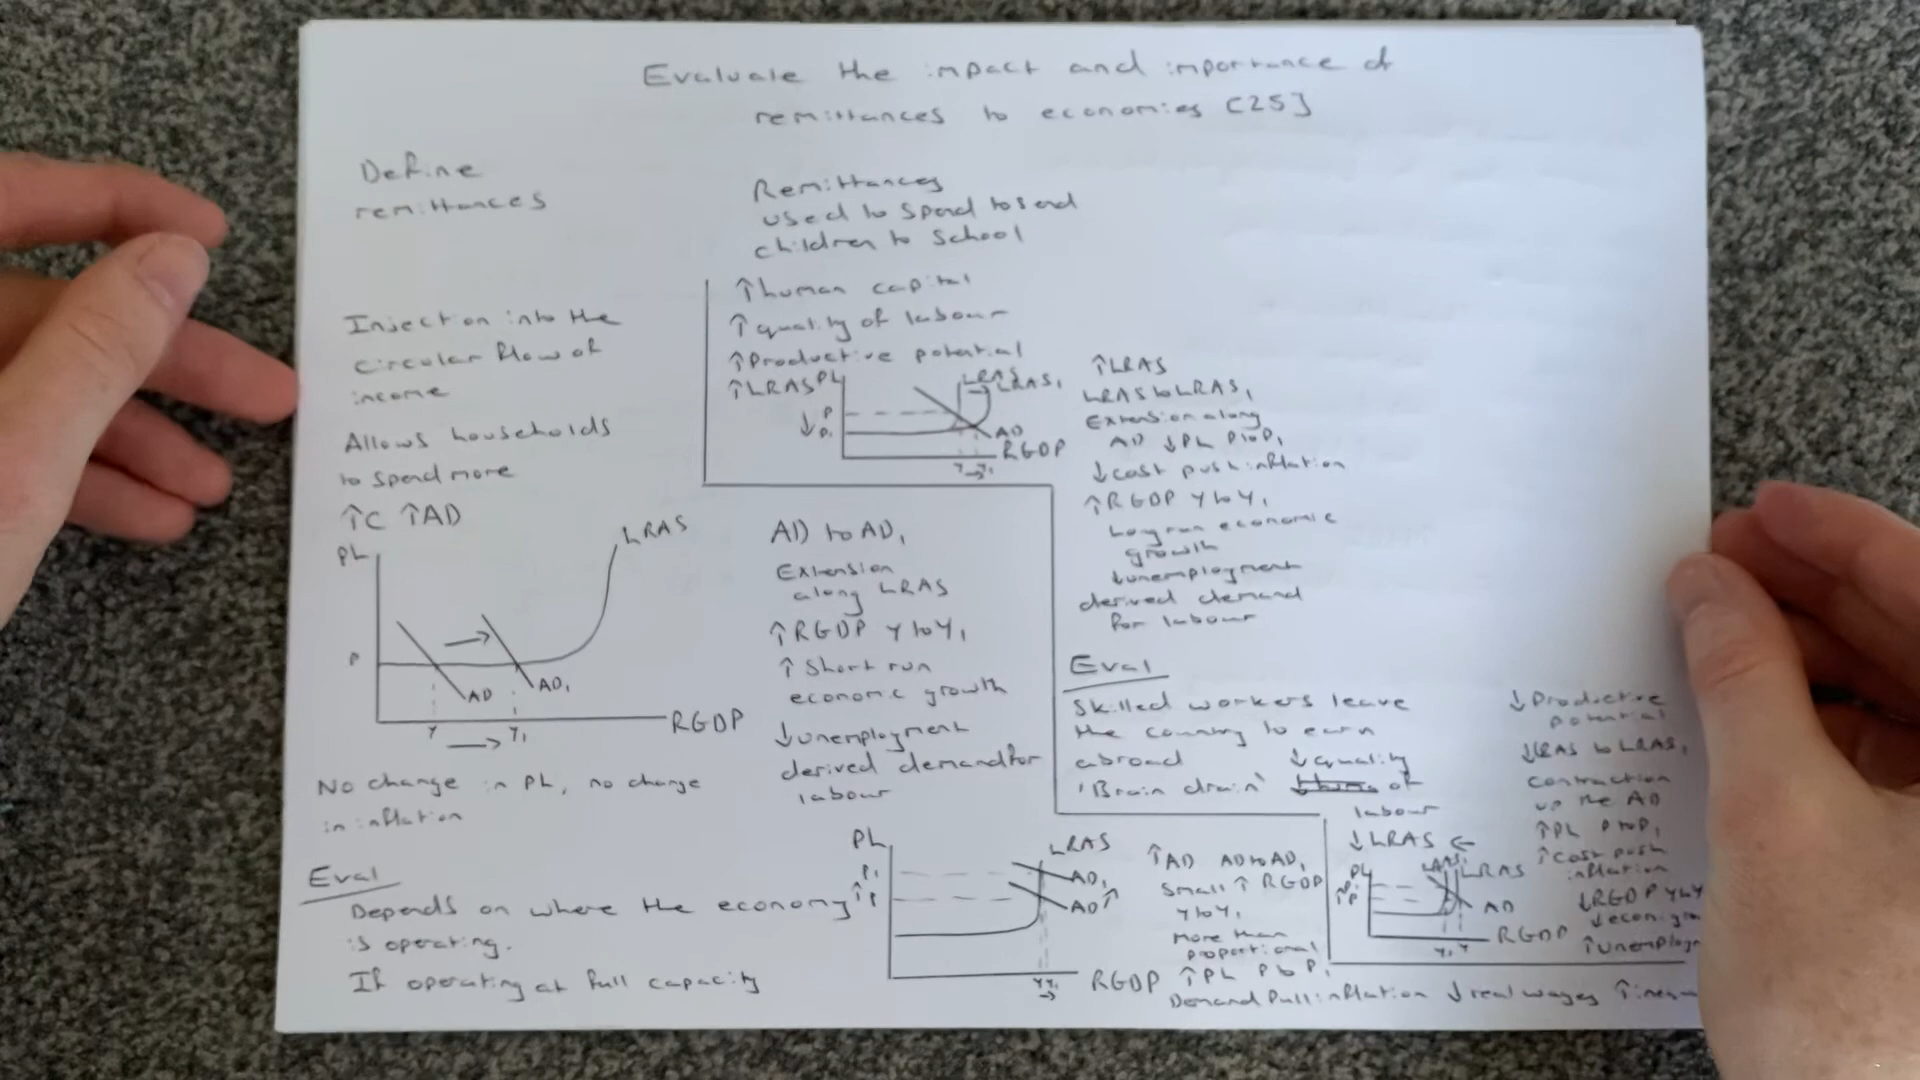 Evaluate the impact and importance of
remittances to economies [25]
Define
remittances
Injection into the
circular flow of
income
Allows households
to spend more
↑C ↑AD
PL
LRAS
P
AD
AD₁
Y
→ Y₁
RGDP
No change in PL, no change
in inflation
AD to AD₁
Extension
along LRAS
↑RGDP Y to Y₁
↑ Short run
economic growth
↓unemployment
derived demand for
labour
Eval
Depends on where the economy
is operating.
If operating at full capacity
PL
LRAS
P₁
↑P
AD₁
AD
Y Y₁
→
RGDP
↑AD AD to AD₁
Small ↑ RGDP
Y to Y₁
more than
proportional
↑PL P to P₁
Demand Pull inflation ↓real wages
Remittances
used to spend to send
children to school
↑human capital
↑quality of labour
↑Productive potential
↑LRAS
PL
LRAS
LRAS₁
P
↓ P₁
AD
RGDP
Y → Y₁
↑LRAS
LRAS to LRAS₁
Extension along
AD ↓PL P to P₁
↓cost push inflation
↑RGDP Y to Y₁
Long run economic
growth
↓unemployment
derived demand
for labour
Eval
Skilled workers leave
the country to earn
abroad
'Brain drain'
↓quality
of
labour
↓LRAS ←
PL
LRAS₁
LRAS
P₁
↑P
AD
RGDP
Y₁ Y
↓Productive
potential
↓LRAS to LRAS₁
contraction
up the AD
↑PL P to P₁
↑cost push
inflation
↓RGDP Y to Y